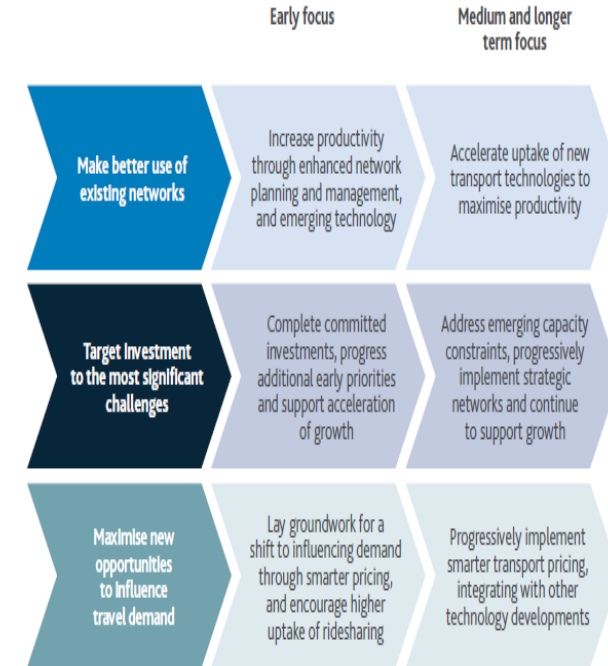 Early focus
Medium and longer
term focus
Make better use of
existing networks
Increase productivity
through enhanced network
planning and management,
and emerging technology
Accelerate uptake of new
transport technologies to
maximise productivity
Target investment
to the most significant
challenges
Complete committed
investments, progress
additional early priorities
and support acceleration
of growth
Address emerging capacity
constraints, progressively
implement strategic
networks and continue
to support growth
Maximise new
opportunities
to influence
travel demand
Lay groundwork for a
shift to influencing demand
through smarter pricing,
and encourage higher
uptake of ridesharing
Progressively implement
smarter transport pricing,
integrating with other
technology developments